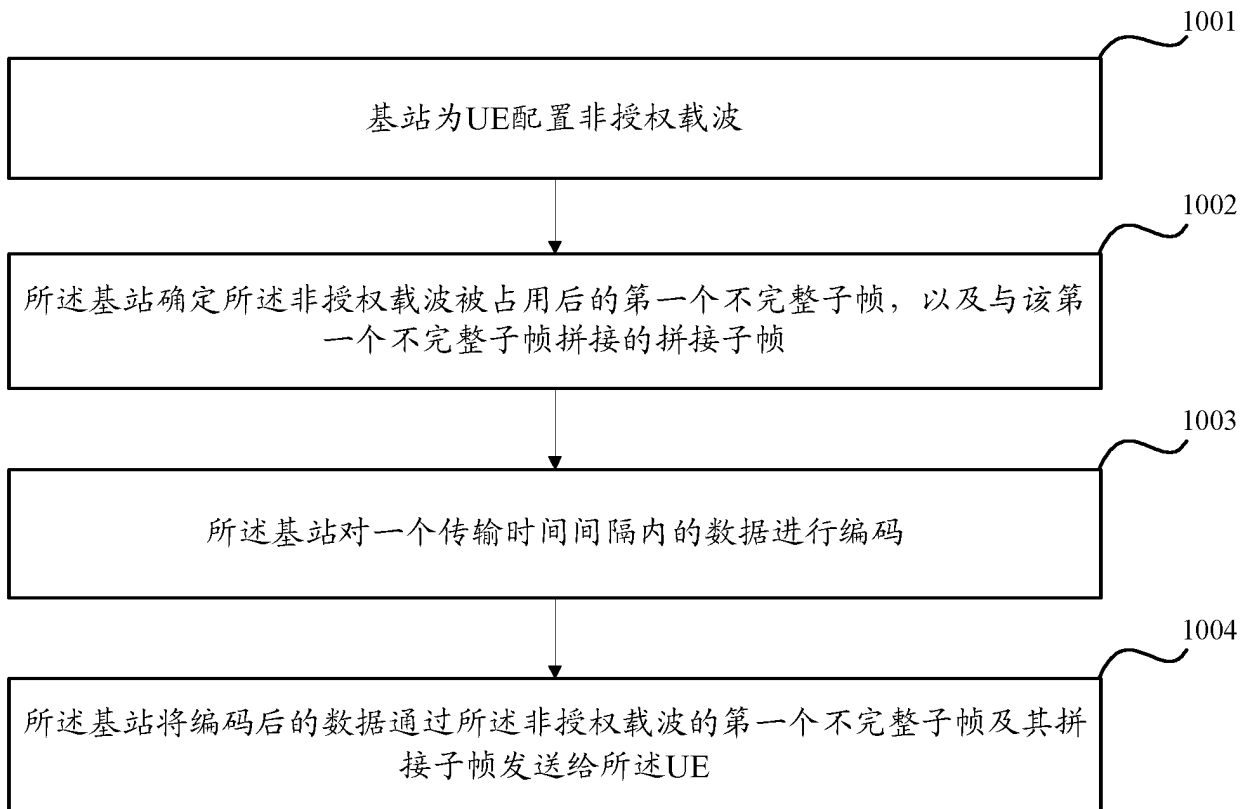 1001
基站为UE配置非授权载波
1002
所述基站确定所述非授权载波被占用后的第一个不完整子帧，以及与该第
一个不完整子帧拼接的拼接子帧
1003
所述基站对一个传输时间间隔内的数据进行编码
1004
所述基站将编码后的数据通过所述非授权载波的第一个不完整子帧及其拼
接子帧发送给所述UE